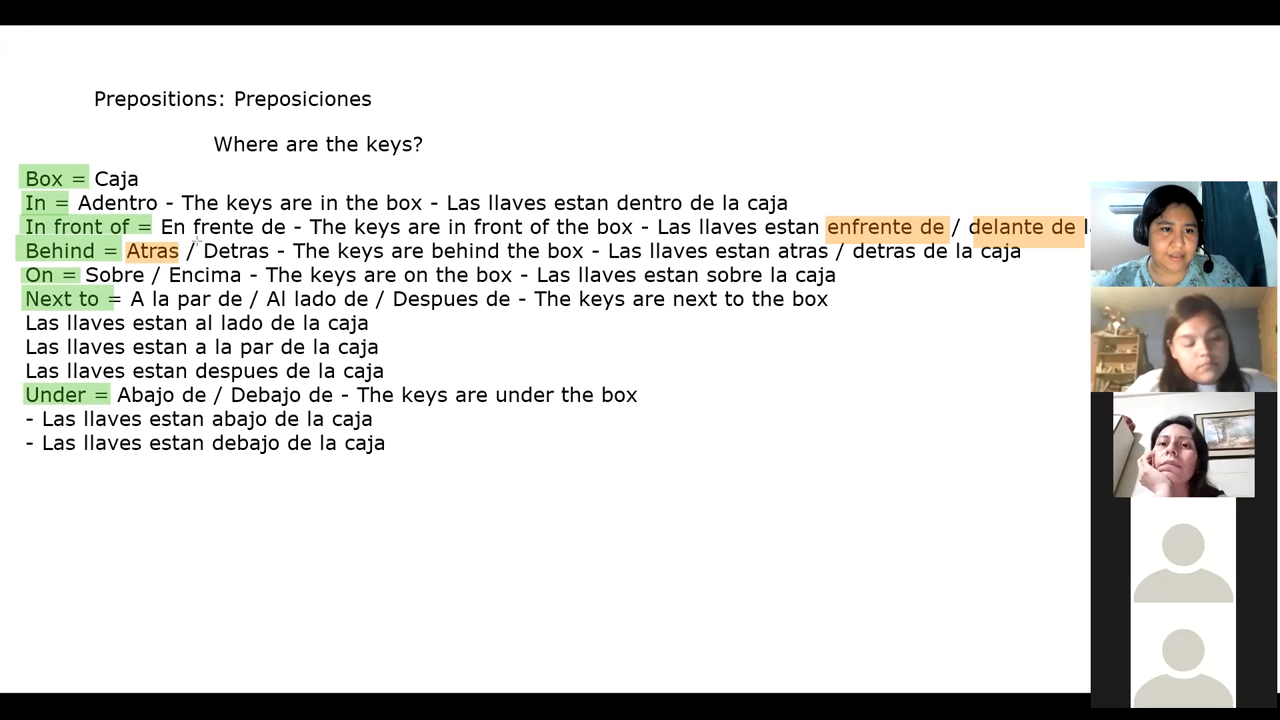 Prepositions: Preposiciones
Where are the keys?
Box = Caja
In = Adentro - The keys are in the box - Las llaves estan dentro de la caja
In front of = En frente de - The keys are in front of the box - Las llaves estan enfrente de / delante de
Behind = Atras / Detras - The keys are behind the box - Las llaves estan atras / detras de la caja
On = Sobre / Encima - The keys are on the box - Las llaves estan sobre la caja
Next to = A la par de / Al lado de / Despues de - The keys are next to the box
Las llaves estan al lado de la caja
Las llaves estan a la par de la caja
Las llaves estan despues de la caja
Under = Abajo de / Debajo de - The keys are under the box
- Las llaves estan abajo de la caja
- Las llaves estan debajo de la caja